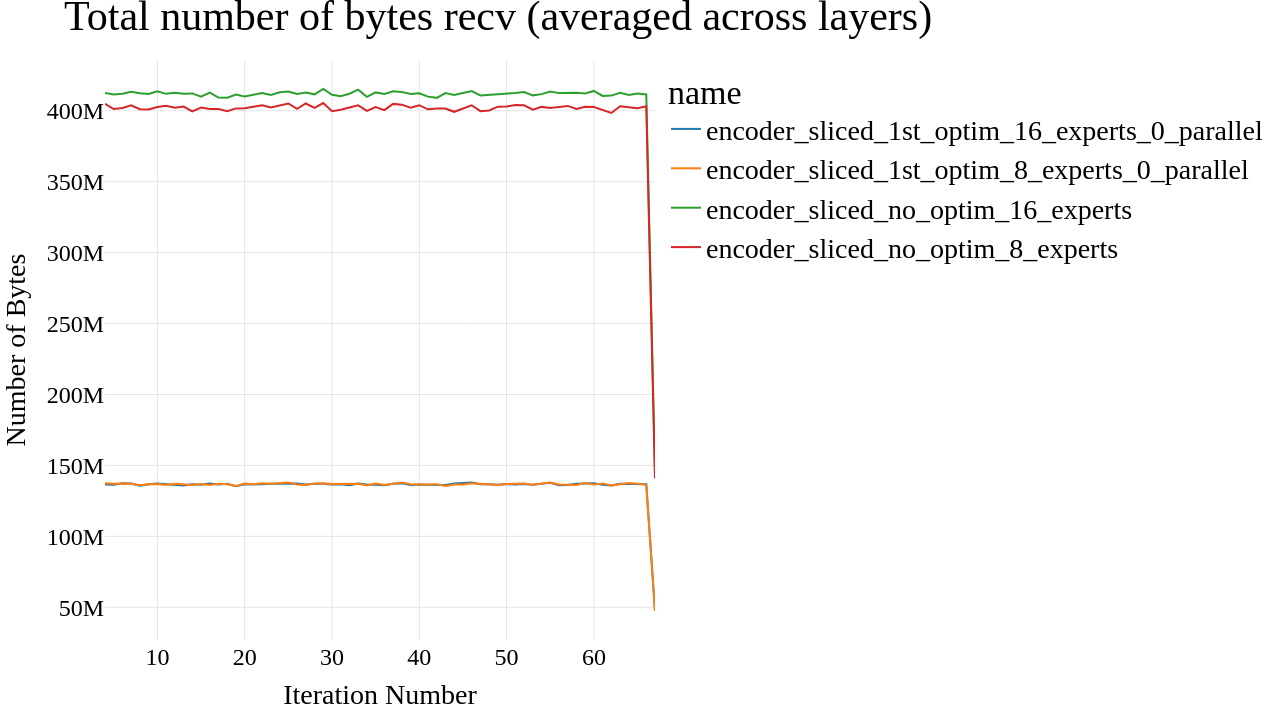 Total number of bytes recv (averaged across layers)
name
encoder_sliced_1st_optim_16_experts_0_parallel
encoder_sliced_1st_optim_8_experts_0_parallel
encoder_sliced_no_optim_16_experts
encoder_sliced_no_optim_8_experts
Number of Bytes
400M
350M
300M
250M
200M
150M
100M
50M
10 20 30 40 50 60
Iteration Number